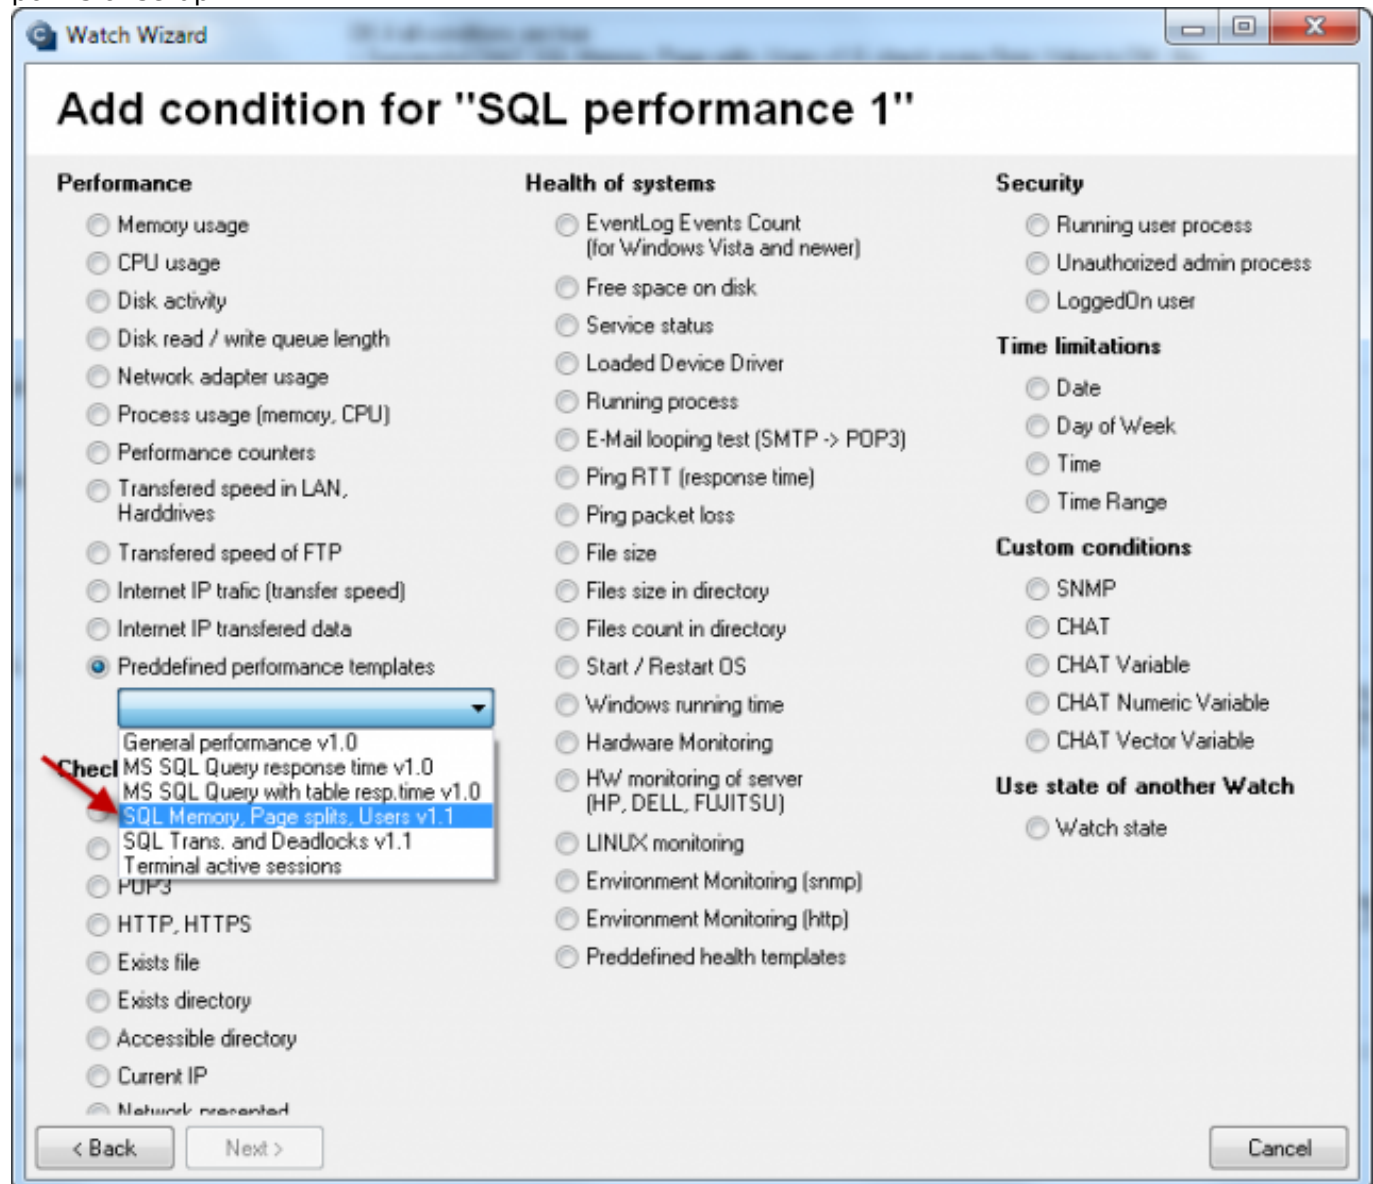 Watch Wizard
Add condition for "SQL performance 1"
Performance
Memory usage
CPU usage
Disk activity
Disk read / write queue length
Network adapter usage
Process usage (memory, CPU)
Performance counters
Transfered speed in LAN,
Harddrives
Transfered speed of FTP
Internet IP trafic (transfer speed)
Internet IP transfered data
Preddefined performance templates
General performance v1.0
MS SQL Query response time v1.0
MS SQL Query with table resp.time v1.0
SQL Memory, Page splits, Users v1.1
SQL Trans. and Deadlocks v1.1
Terminal active sessions
POP3
HTTP, HTTPS
Exists file
Exists directory
Accessible directory
Current IP
Network presented
Health of systems
EventLog Events Count
(for Windows Vista and newer)
Free space on disk
Service status
Loaded Device Driver
Running process
E-Mail looping test (SMTP -> POP3)
Ping RTT (response time)
Ping packet loss
File size
Files size in directory
Files count in directory
Start / Restart OS
Windows running time
Hardware Monitoring
HW monitoring of server
(HP, DELL, FUJITSU)
LINUX monitoring
Environment Monitoring (snmp)
Environment Monitoring (http)
Preddefined health templates
Security
Running user process
Unauthorized admin process
LoggedOn user
Time limitations
Date
Day of Week
Time
Time Range
Custom conditions
SNMP
CHAT
CHAT Variable
CHAT Numeric Variable
CHAT Vector Variable
Use state of another Watch
Watch state
< Back
Next >
Cancel